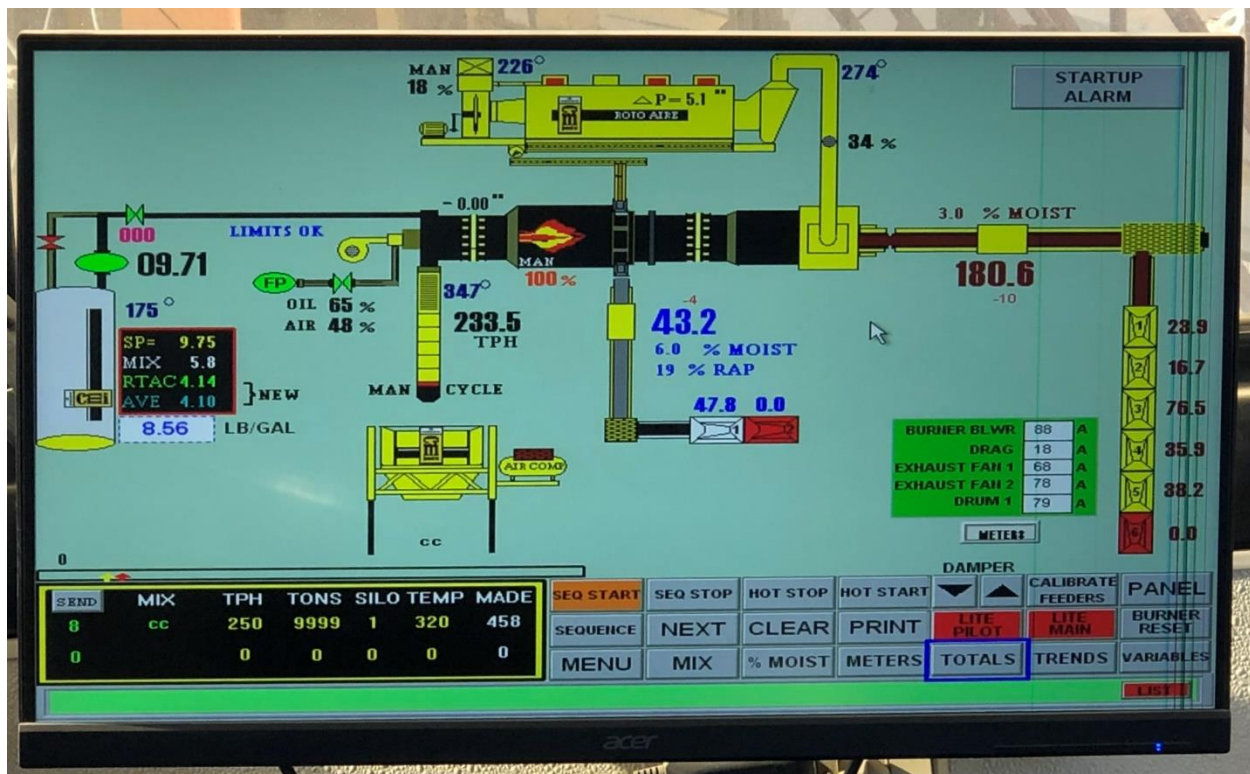 MAN 226°
18 %
△ P= 5.1 "
ROTO AIRE
274°
STARTUP
ALARM
34 %
- 0.00 "
3.0 % MOIST
000
LIMITS OK
09.71
MAN
100 %
180.6
-10
FP
OIL 65 %
AIR 48 %
175°
347°
233.5
TPH
-4
43.2
6.0 % MOIST
19 % RAP
SP= 9.75
MIX 5.8
RTAC 4.14
AVE 4.10
}NEW
8.56 LB/GAL
CEi
MAN CYCLE
47.8 0.0
1 2
1 23.9
2 16.7
3 76.5
4 35.9
5 38.2
6 0.0
AIR COMP
cc
BURNER BLWR 88 A
DRAG 18 A
EXHAUST FAN 1 68 A
EXHAUST FAN 2 78 A
DRUM 1 79 A
METERS
0
SEND MIX TPH TONS SILO TEMP MADE
8 cc 250 9999 1 320 458
0 0 0 0 0 0
DAMPER
SEQ START SEQ STOP HOT STOP HOT START CALIBRATE FEEDERS PANEL
SEQUENCE NEXT CLEAR PRINT LITE PILOT LITE MAIN BURNER RESET
MENU MIX % MOIST METERS TOTALS TRENDS VARIABLES
LIST
acer